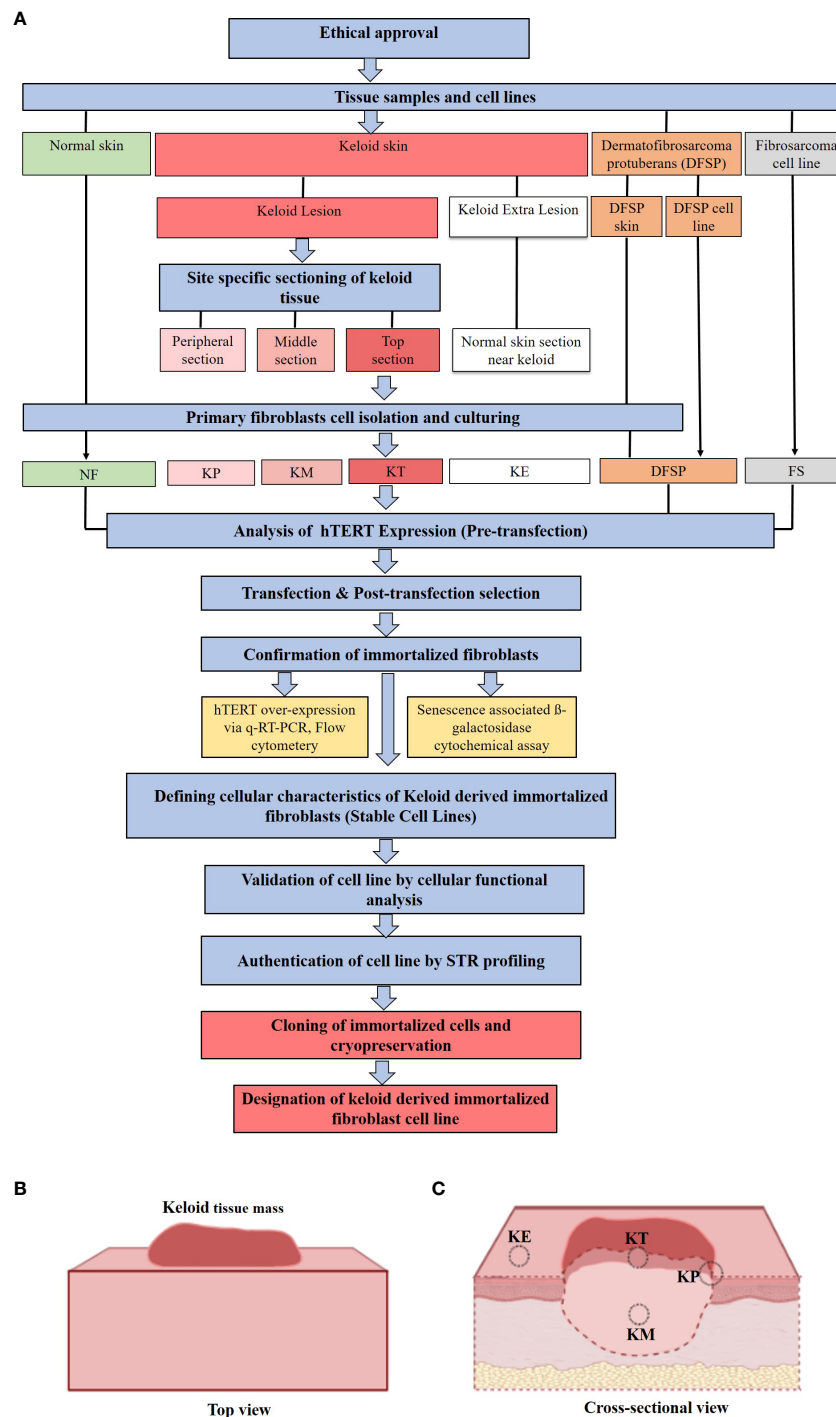 A
Ethical approval
Tissue samples and cell lines
Normal skin
Keloid skin
Dermatofibrosarcoma
protuberans (DFSP)
Fibrosarcoma
cell line
Keloid Lesion
Keloid Extra Lesion
DFSP
skin
DFSP cell
line
Site specific sectioning of keloid
tissue
Peripheral
section
Middle
section
Top
section
Normal skin section
near keloid
Primary fibroblasts cell isolation and culturing
NF
KP
KM
KT
KE
DFSP
FS
Analysis of hTERT Expression (Pre-transfection)
Transfection & Post-transfection selection
Confirmation of immortalized fibroblasts
hTERT over-expression
via q-RT-PCR, Flow
cytometery
Senescence associated ß-
galactosidase
cytochemical assay
Defining cellular characteristics of Keloid derived immortalized
fibroblasts (Stable Cell Lines)
Validation of cell line by cellular functional
analysis
Authentication of cell line by STR profiling
Cloning of immortalized cells and
cryopreservation
Designation of keloid derived immortalized
fibroblast cell line
B
Keloid tissue mass
Top view
C
KE
KT
KP
KM
Cross-sectional view